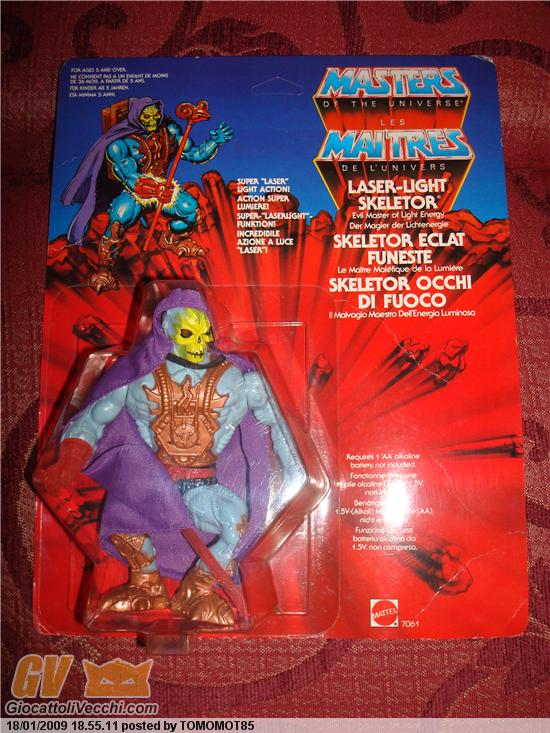 FOR AGES 5 AND OVER.
NE CONVIENT PAS A UN ENFANT DE MOINS
DE 36 MOIS. A PARTIR DE 5 ANS.
FÜR KINDER AB 5 JAHREN.
ETÀ MINIMA 5 ANNI.
MASTERS
OF THE UNIVERSE
LES
MAITRES
DE L'UNIVERS
SUPER "LASER"
LIGHT ACTION!
ACTION SUPER
LUMIERE!
SUPER-"LASERLIGHT"-
FUNKTION!
INCREDIBILE
AZIONE A LUCE
"LASER"!
LASER-LIGHT
SKELETOR
Evil Master of Light Energy
Der Magier der Lichtenergie
SKELETOR ECLAT
FUNESTE
Le Maître Maléfique de la Lumière
SKELETOR OCCHI
DI FUOCO
Il Malvagio Maestro Dell'Energia Luminosa
Requires 1 "AA" alkaline
battery, not included.
Fonctionne
pile alcaline 1,5V,
1.5V-(Alkali) (AA),
Funziona con una
batteria alcalina da
1.5V, non compresa.
MATTEL
7061
GV
GiocattoliVecchi.com
18/01/2009 18.55.11 posted by TOMOMOT85